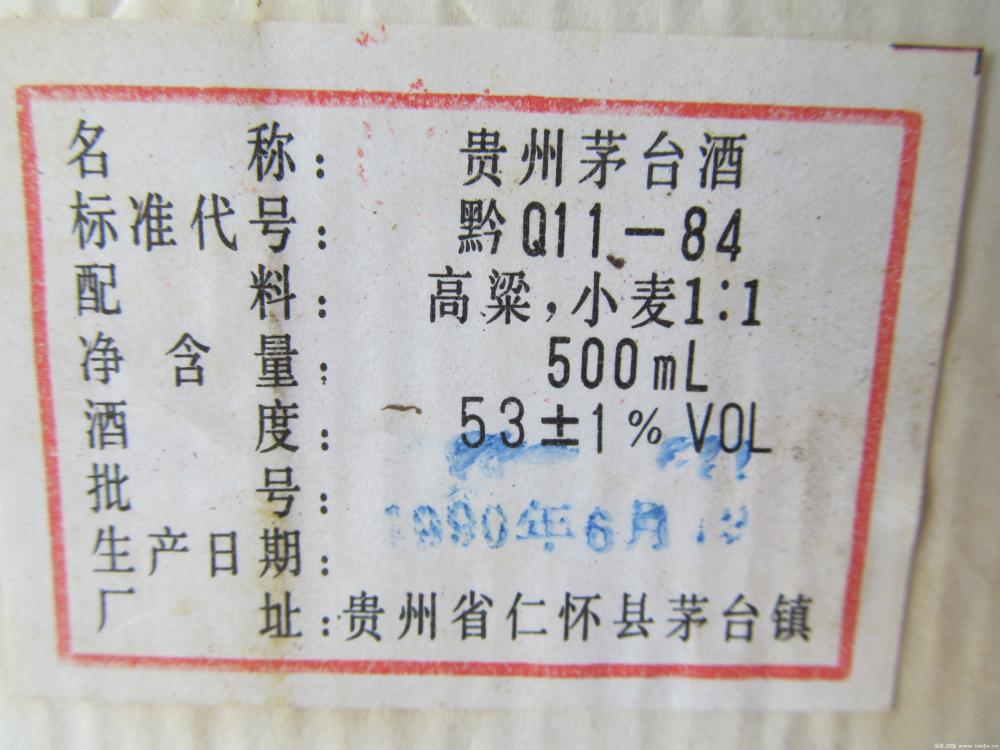 名称：贵州茅台酒
标准代号：黔Q11—84
配料：高粱，小麦1:1
净含量：500mL
酒度：53±1% VOL
批号：
生产日期：1990年6月
厂址：贵州省仁怀县茅台镇